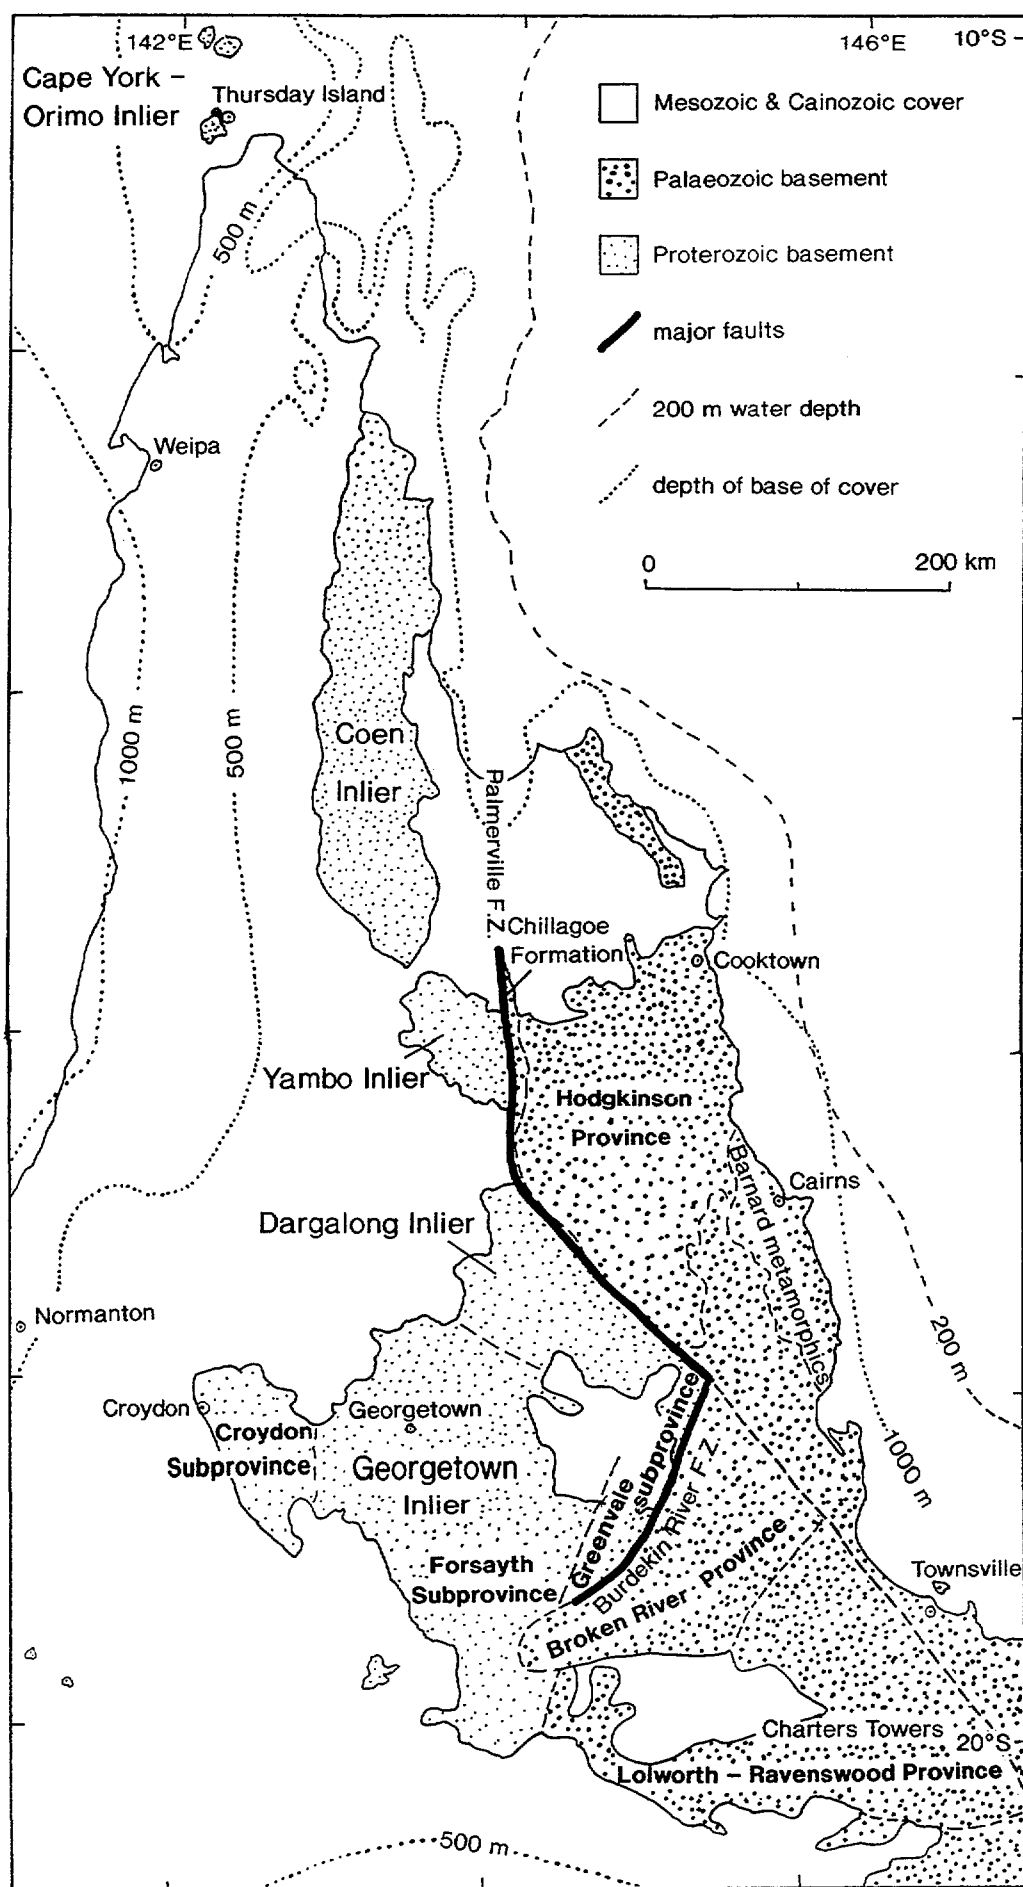 142°E
146°E
10°S
Cape York –
Orimo Inlier
Thursday Island
Mesozoic & Cainozoic cover
Palaeozoic basement
Proterozoic basement
major faults
200 m water depth
depth of base of cover
0
200 km
500 m
Weipa
1000 m
500 m
Coen
Inlier
Palmerville F.Z.
Chillagoe
Formation
Cooktown
Yambo Inlier
Hodgkinson
Province
Barnard metamorphics
Cairns
Dargalong Inlier
Normanton
200 m
Croydon
Georgetown
Croydon
Subprovince
Georgetown
Inlier
Greenvale
subprovince
Burdekin River F.Z.
1000 m
Forsayth
Subprovince
Broken River Province
Townsville
Charters Towers
20°S
Lolworth – Ravenswood Province
500 m